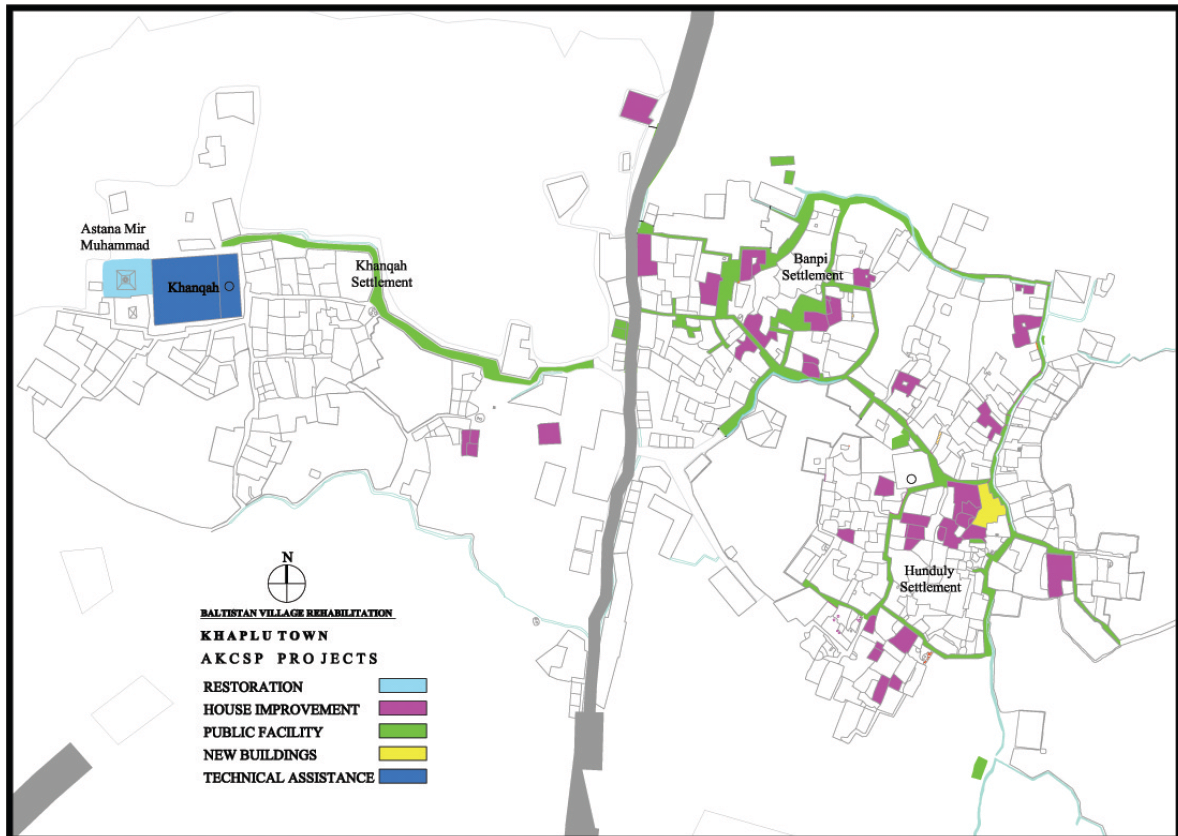 Astana Mir
Muhammad
Khanqah
Khanqah
Settlement
Banpi
Settlement
Hunduly
Settlement
N
BALTISTAN VILLAGE REHABILITATION
KHAPLU TOWN
AKCSP PROJECTS
RESTORATION
HOUSE IMPROVEMENT
PUBLIC FACILITY
NEW BUILDINGS
TECHNICAL ASSISTANCE